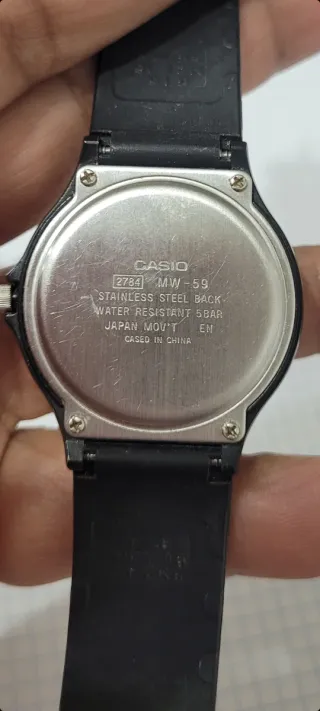 CASIO
2784 MW-59
STAINLESS STEEL BACK
WATER RESISTANT 5BAR
JAPAN MOV'T EN
CASED IN CHINA